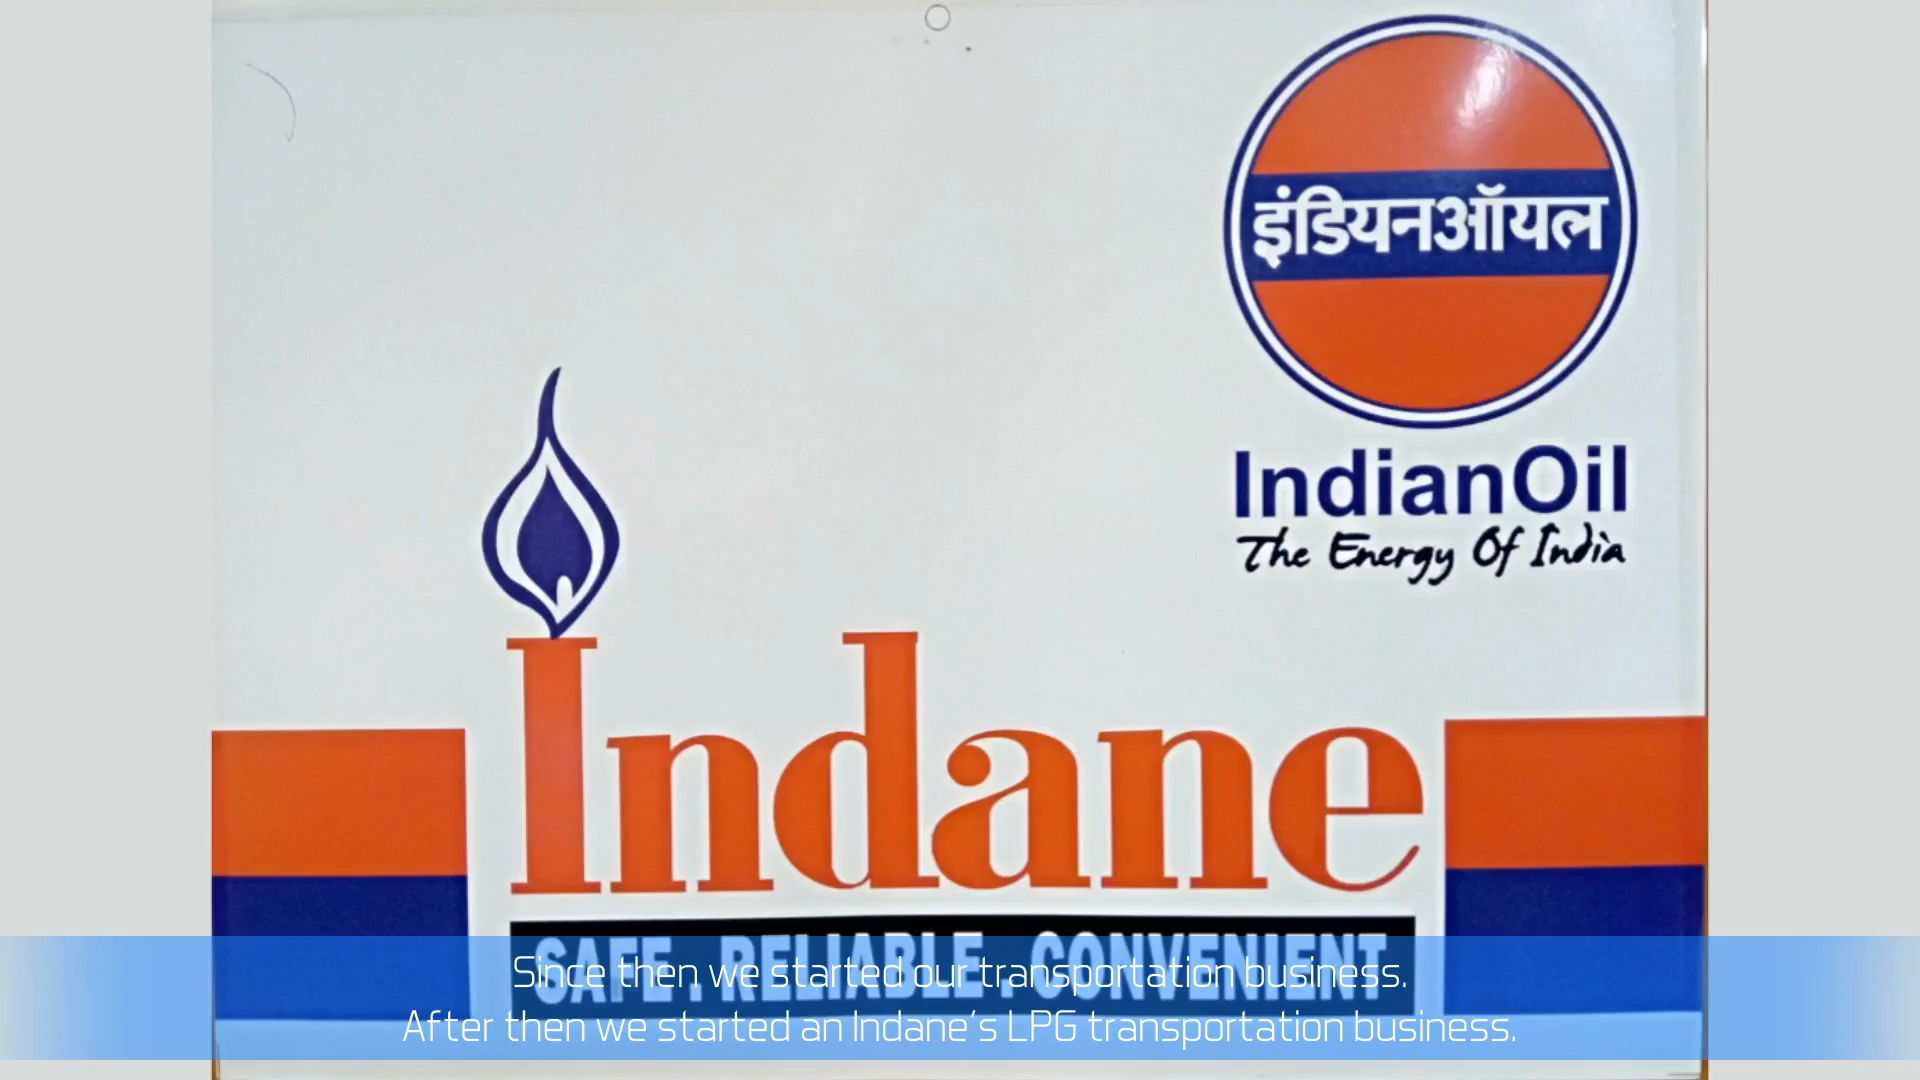 इंडियनऑयल
IndianOil
The Energy Of India
Indane
SAFE. RELIABLE. CONVENIENT
Since then we started our transportation business.
After then we started an Indane's LPG transportation business.